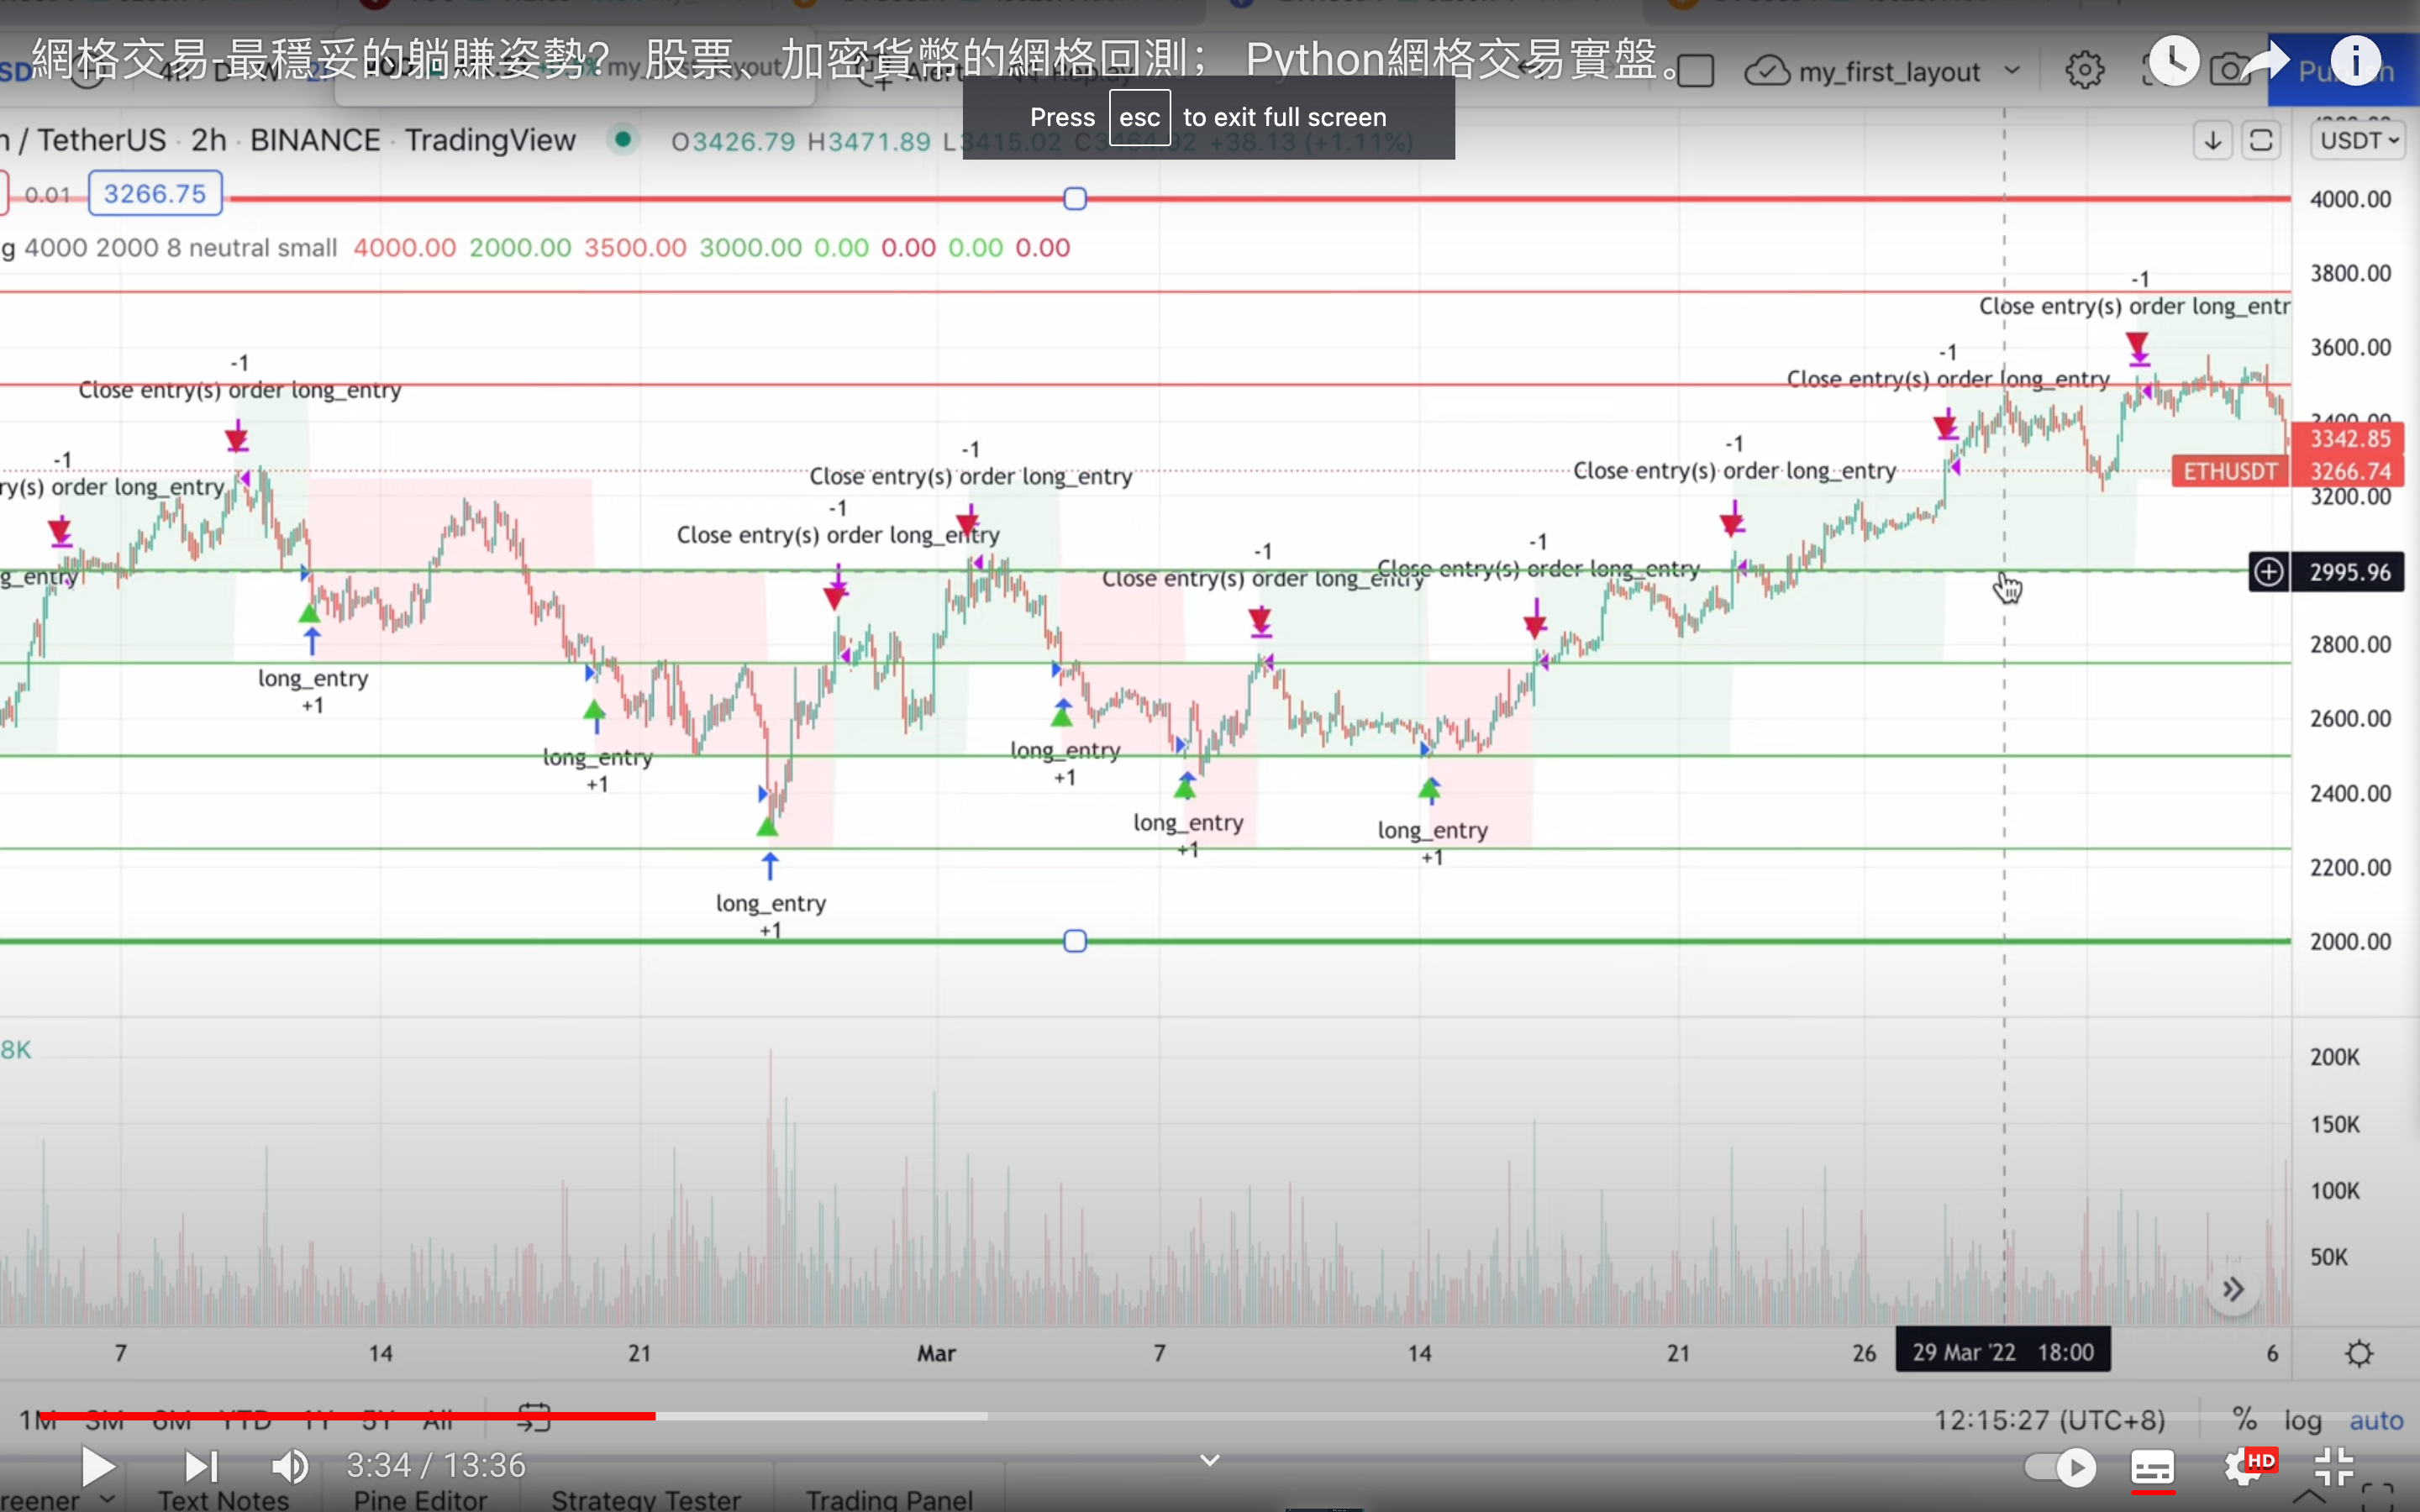 網格交易-最穩妥的躺賺姿勢？ 股票、加密貨幣的網格回測； Python網格交易實盤。
my_first_layout
Publish
Press esc to exit full screen
/ TetherUS · 2h · BINANCE · TradingView
O3426.79 H3471.89 L3415.02 C3464.92 +38.13 (+1.11%)
USDT
0.01 3266.75
g 4000 2000 8 neutral small 4000.00 2000.00 3500.00 3000.00 0.00 0.00 0.00 0.00
4000.00
3800.00
3600.00
3400.00
3342.85
ETHUSDT 3266.74
3200.00
2995.96
2800.00
2600.00
2400.00
2200.00
2000.00
-1
ry(s) order long_entry
g_entry
-1
Close entry(s) order long_entry
long_entry
+1
long_entry
+1
long_entry
+1
-1
Close entry(s) order long_entry
-1
Close entry(s) order long_entry
long_entry
+1
long_entry
+1
-1
Close entry(s) order long_entry
long_entry
+1
-1
Close entry(s) order long_entry
-1
Close entry(s) order long_entry
-1
Close entry(s) order long_entry
-1
Close entry(s) order long_entr
8K
200K
150K
100K
50K
7 14 21 Mar 7 14 21 26 29 Mar '22 18:00 6
1M 3M 6M YTD 1Y 5Y All
12:15:27 (UTC+8) % log auto
3:34 / 13:36
HD
reener Text Notes Pine Editor Strategy Tester Trading Panel